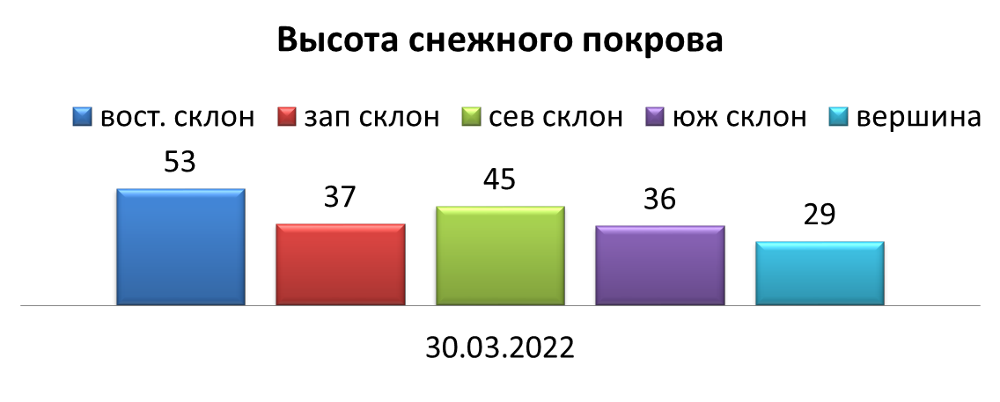 Высота снежного покрова
вост. склон зап склон сев склон юж склон вершина
53 37 45 36 29
30.03.2022